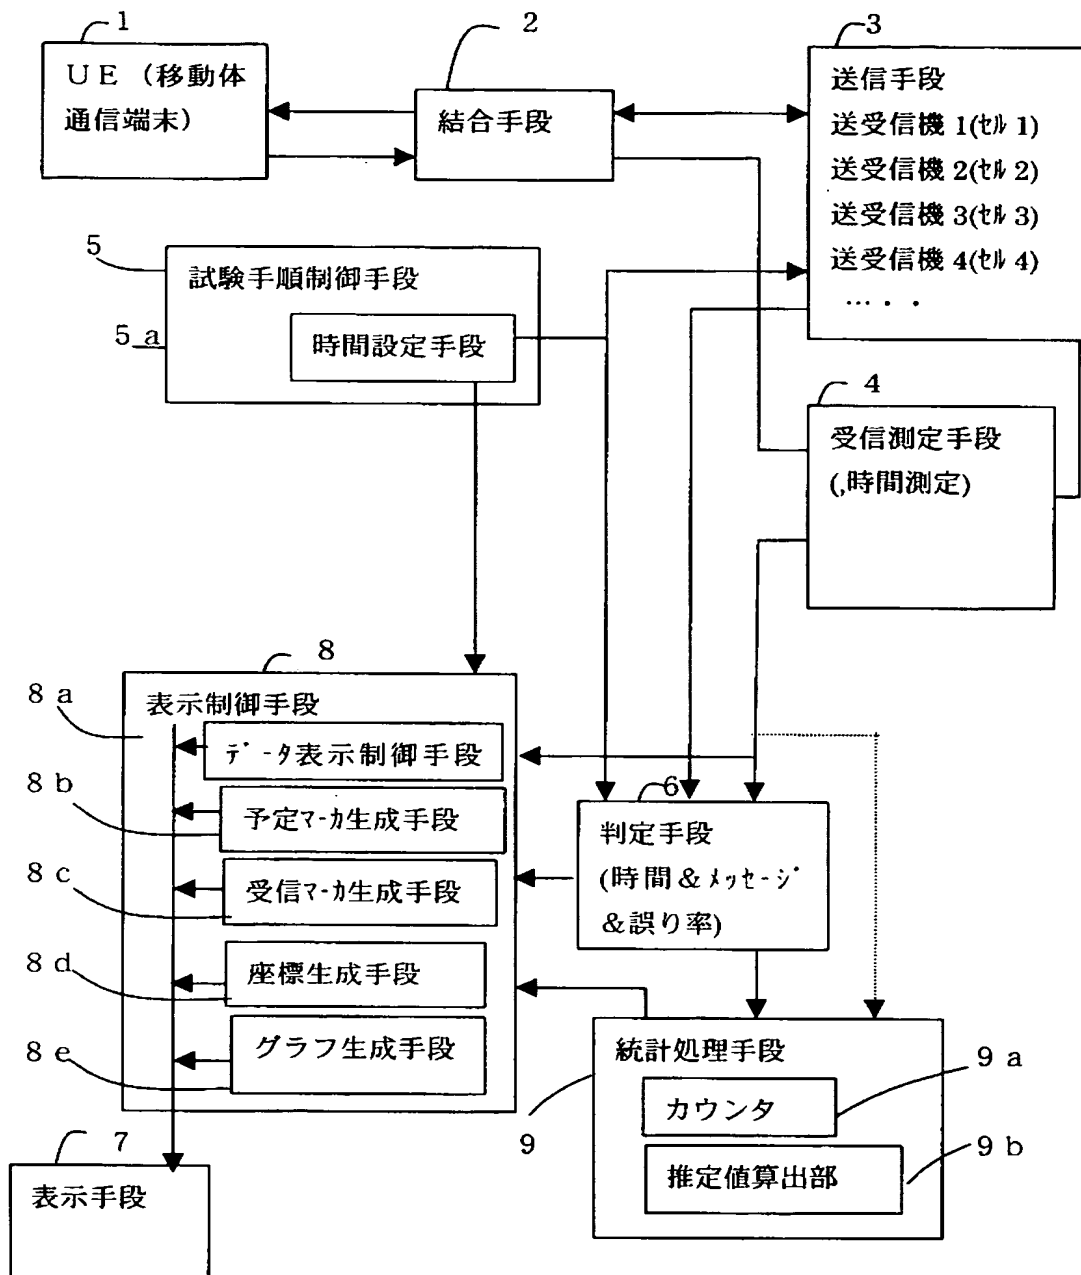 1
UE（移動体
通信端末）
2
結合手段
3
送信手段
送受信機1(ｾﾙ1)
送受信機2(ｾﾙ2)
送受信機3(ｾﾙ3)
送受信機4(ｾﾙ4)
…・・
5
試験手順制御手段
5a
時間設定手段
4
受信測定手段
(,時間測定)
8
表示制御手段
8a
ﾃﾞｰﾀ表示制御手段
8b
予定ﾏｰｶ生成手段
8c
受信ﾏｰｶ生成手段
8d
座標生成手段
8e
グラフ生成手段
6
判定手段
(時間＆ﾒｯｾｰｼﾞ
＆誤り率)
9
統計処理手段
9a
カウンタ
9b
推定値算出部
7
表示手段